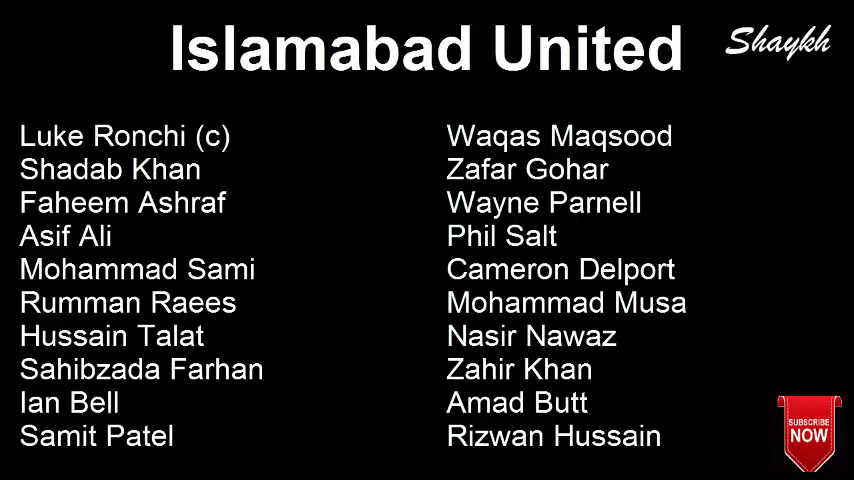 Islamabad United
Shaykh
Luke Ronchi (c)
Shadab Khan
Faheem Ashraf
Asif Ali
Mohammad Sami
Rumman Raees
Hussain Talat
Sahibzada Farhan
Ian Bell
Samit Patel
Waqas Maqsood
Zafar Gohar
Wayne Parnell
Phil Salt
Cameron Delport
Mohammad Musa
Nasir Nawaz
Zahir Khan
Amad Butt
Rizwan Hussain
SUBSCRIBE
NOW